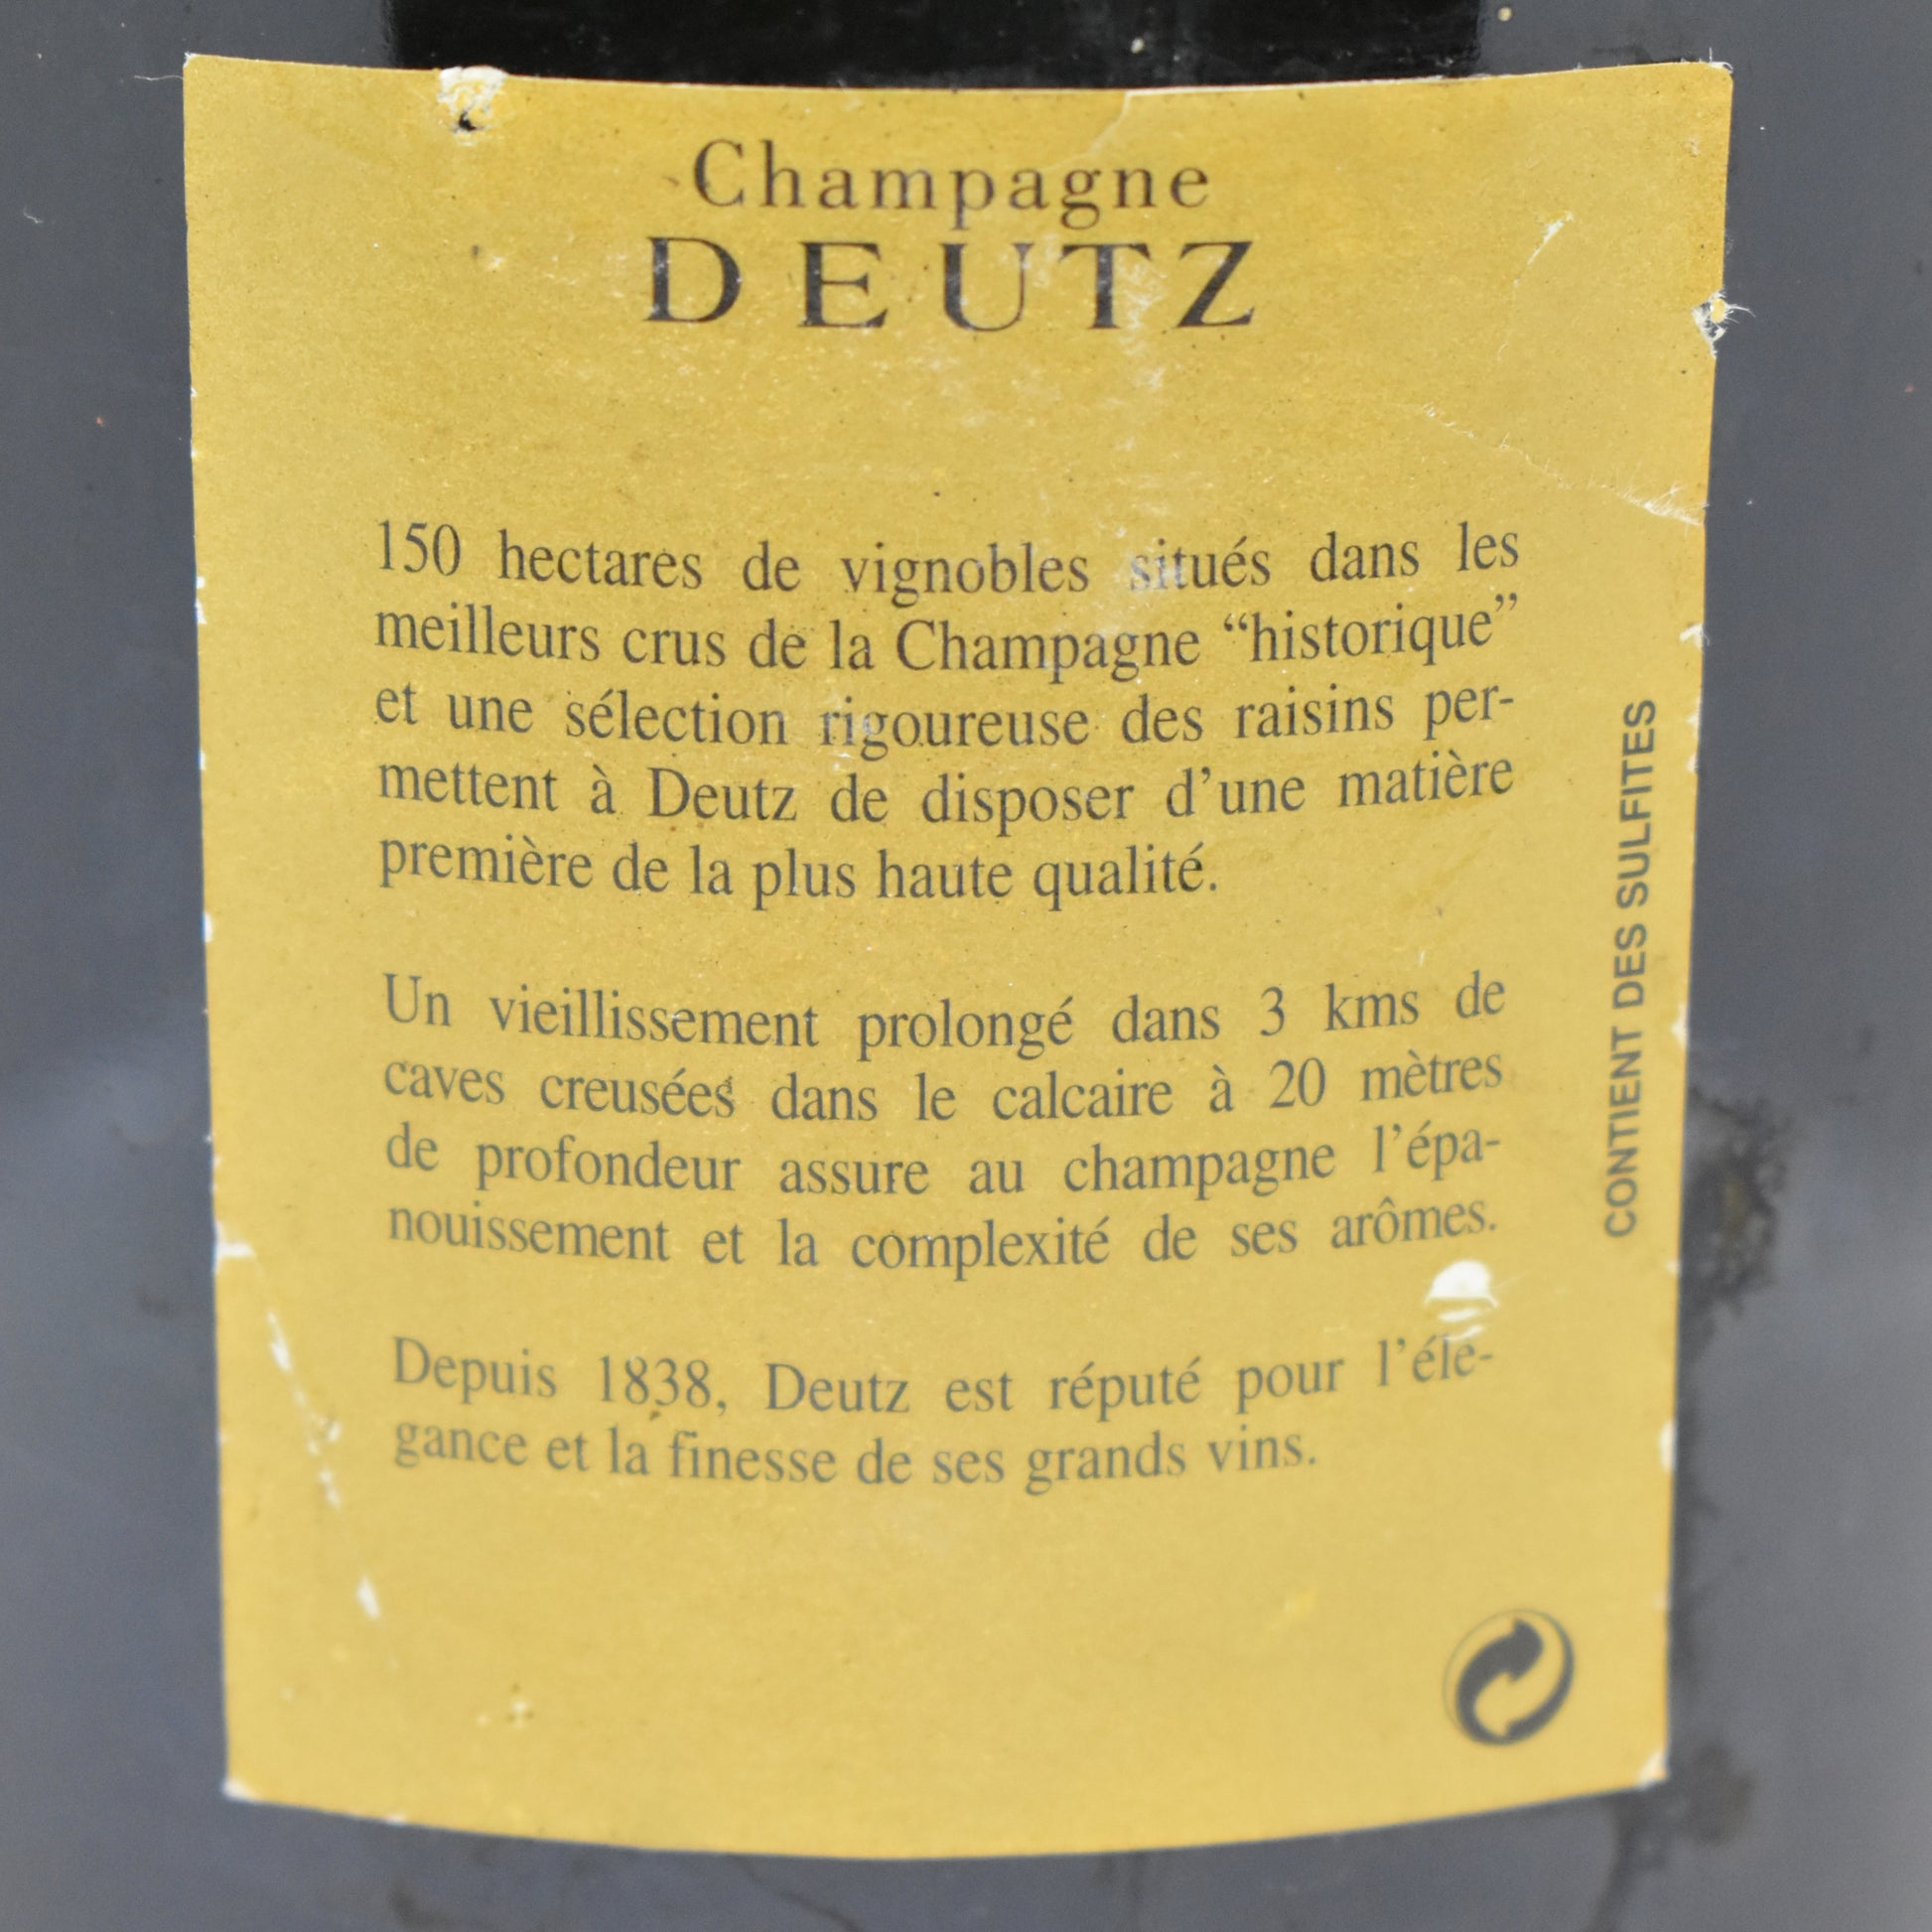 Champagne
DEUTZ
150 hectares de vignobles situés dans les
meilleurs crus de la Champagne “historique”
et une sélection rigoureuse des raisins per-
mettent à Deutz de disposer d’une matière
première de la plus haute qualité.
Un vieillissement prolongé dans 3 kms de
caves creusées dans le calcaire à 20 mètres
de profondeur assure au champagne l’épa-
nouissement et la complexité de ses arômes.
Depuis 1838, Deutz est réputé pour l’élé-
gance et la finesse de ses grands vins.
CONTIENT DES SULFITES